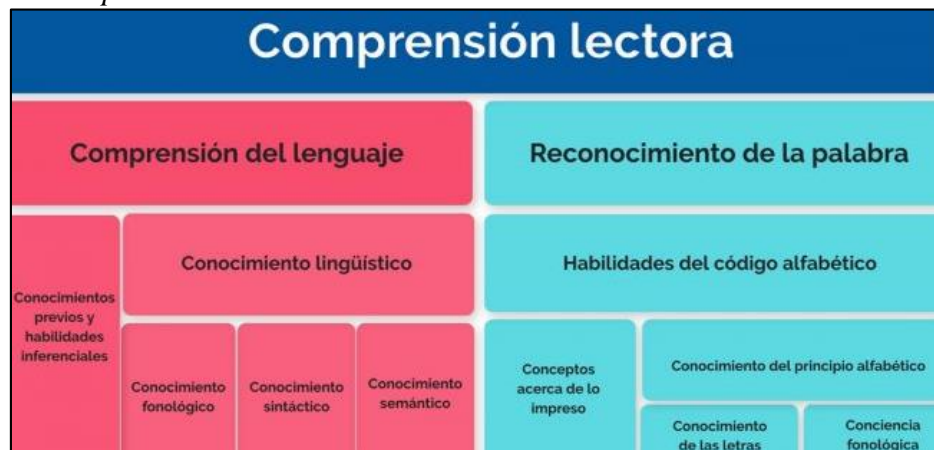 Comprensión lectora
Comprensión del lenguaje
Reconocimiento de la palabra
Conocimientos
previos y
habilidades
inferenciales
Conocimiento lingüístico
Conocimiento
fonológico
Conocimiento
sintáctico
Conocimiento
semántico
Habilidades del código alfabético
Conceptos
acerca de lo
impreso
Conocimiento del principio alfabético
Conocimiento
de las letras
Conciencia
fonológica